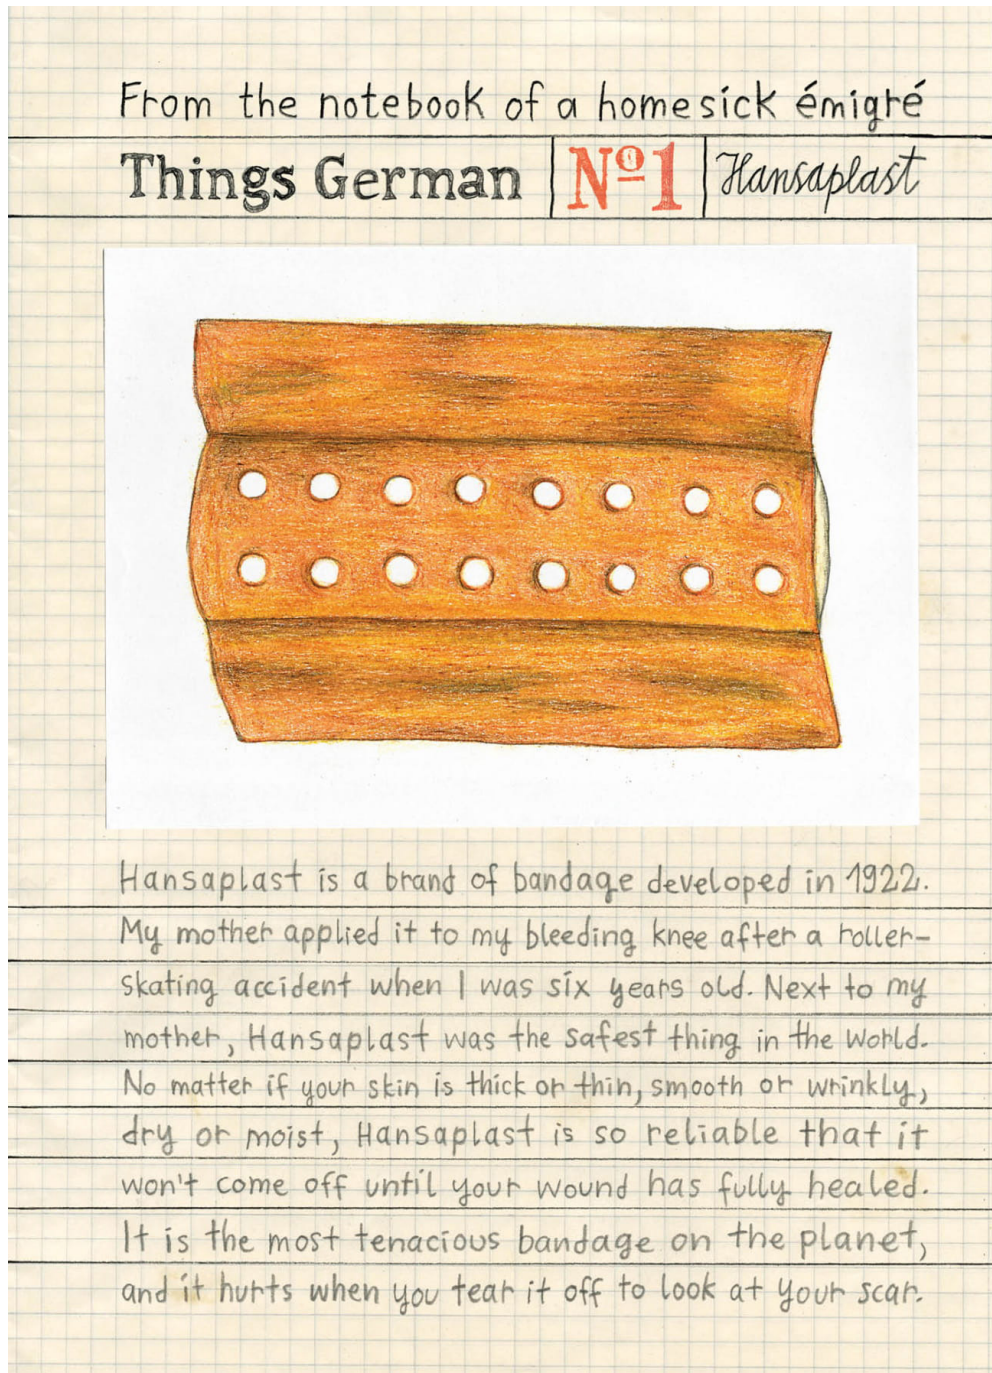 From the notebook of a homesick émigré
Things German Nº1 Hansaplast
Hansaplast is a brand of bandage developed in 1922.
My mother applied it to my bleeding knee after a roller-
skating accident when I was six years old. Next to my
mother, Hansaplast was the safest thing in the world.
No matter if your skin is thick or thin, smooth or wrinkly,
dry or moist, Hansaplast is so reliable that it
won't come off until your wound has fully healed.
It is the most tenacious bandage on the planet,
and it hurts when you tear it off to look at your scar.